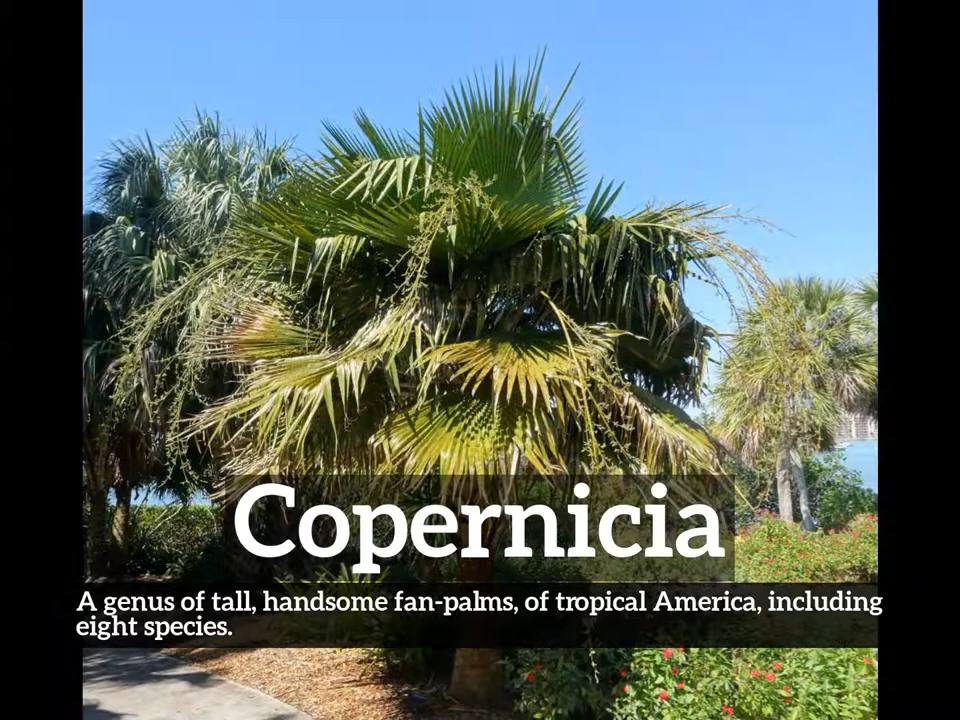 Copernicia
A genus of tall, handsome fan-palms, of tropical America, including
eight species.